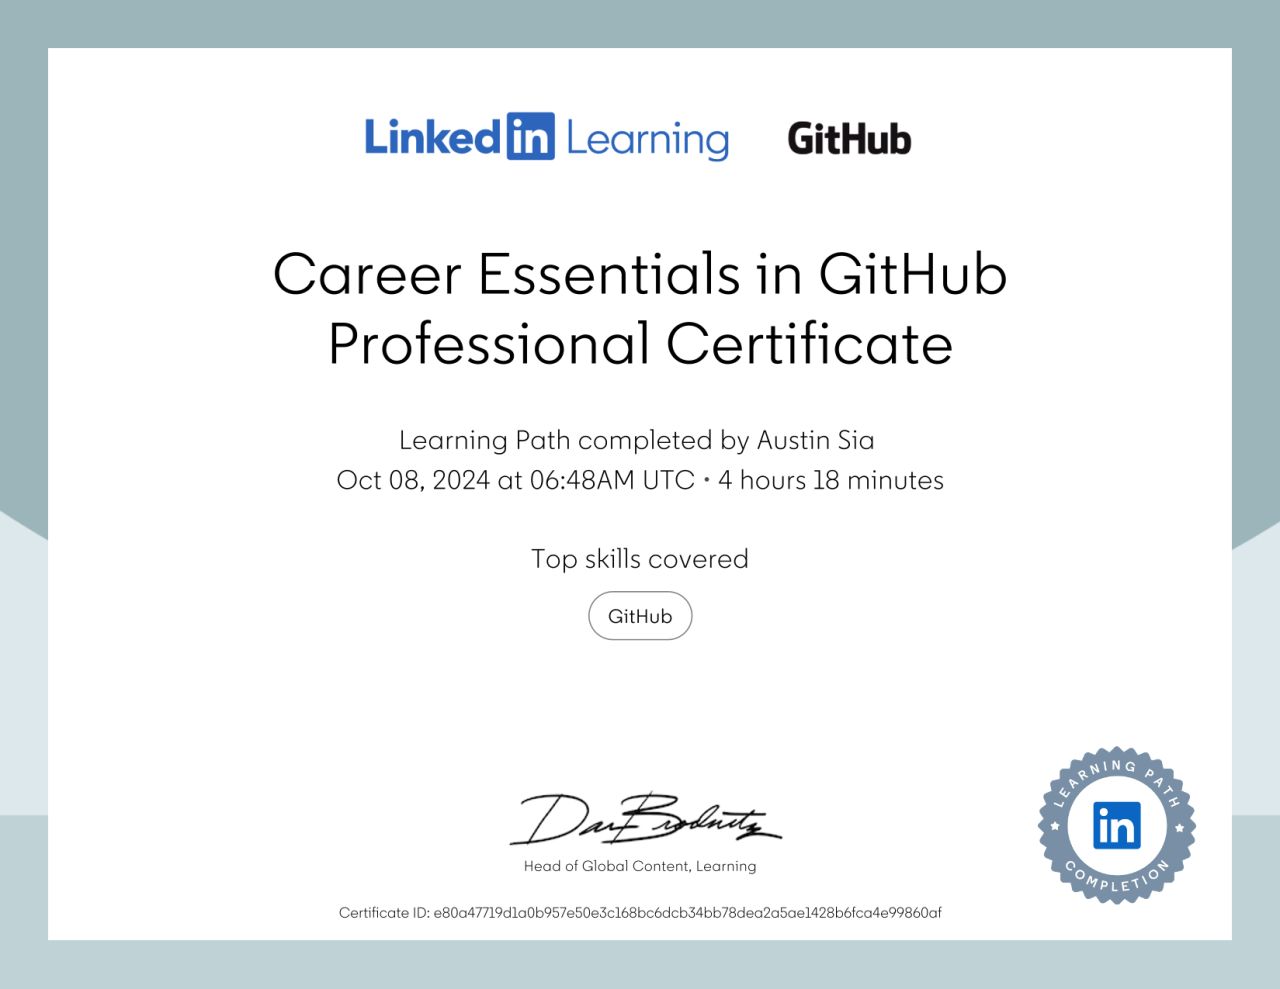 Linked in Learning GitHub
Career Essentials in GitHub
Professional Certificate
Learning Path completed by Austin Sia
Oct 08, 2024 at 06:48AM UTC • 4 hours 18 minutes
Top skills covered
GitHub
Dan Brodnitz
Head of Global Content, Learning
Certificate ID: e80a47719d1a0b957e50e3c168bc6dcb34bb78dea2a5ae1428b6fca4e99860af
LEARNING PATH
in
COMPLETION